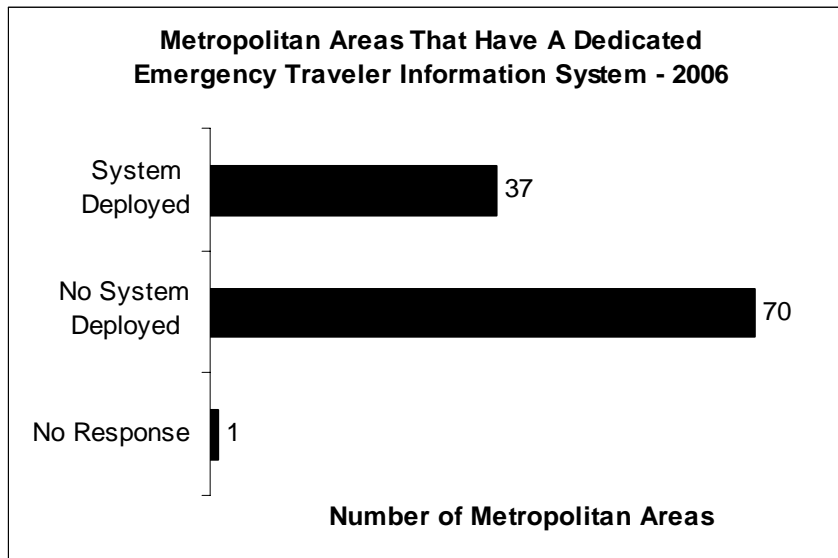 Metropolitan Areas That Have A Dedicated
Emergency Traveler Information System - 2006
System
Deployed
37
No System
Deployed
70
No Response
1
Number of Metropolitan Areas